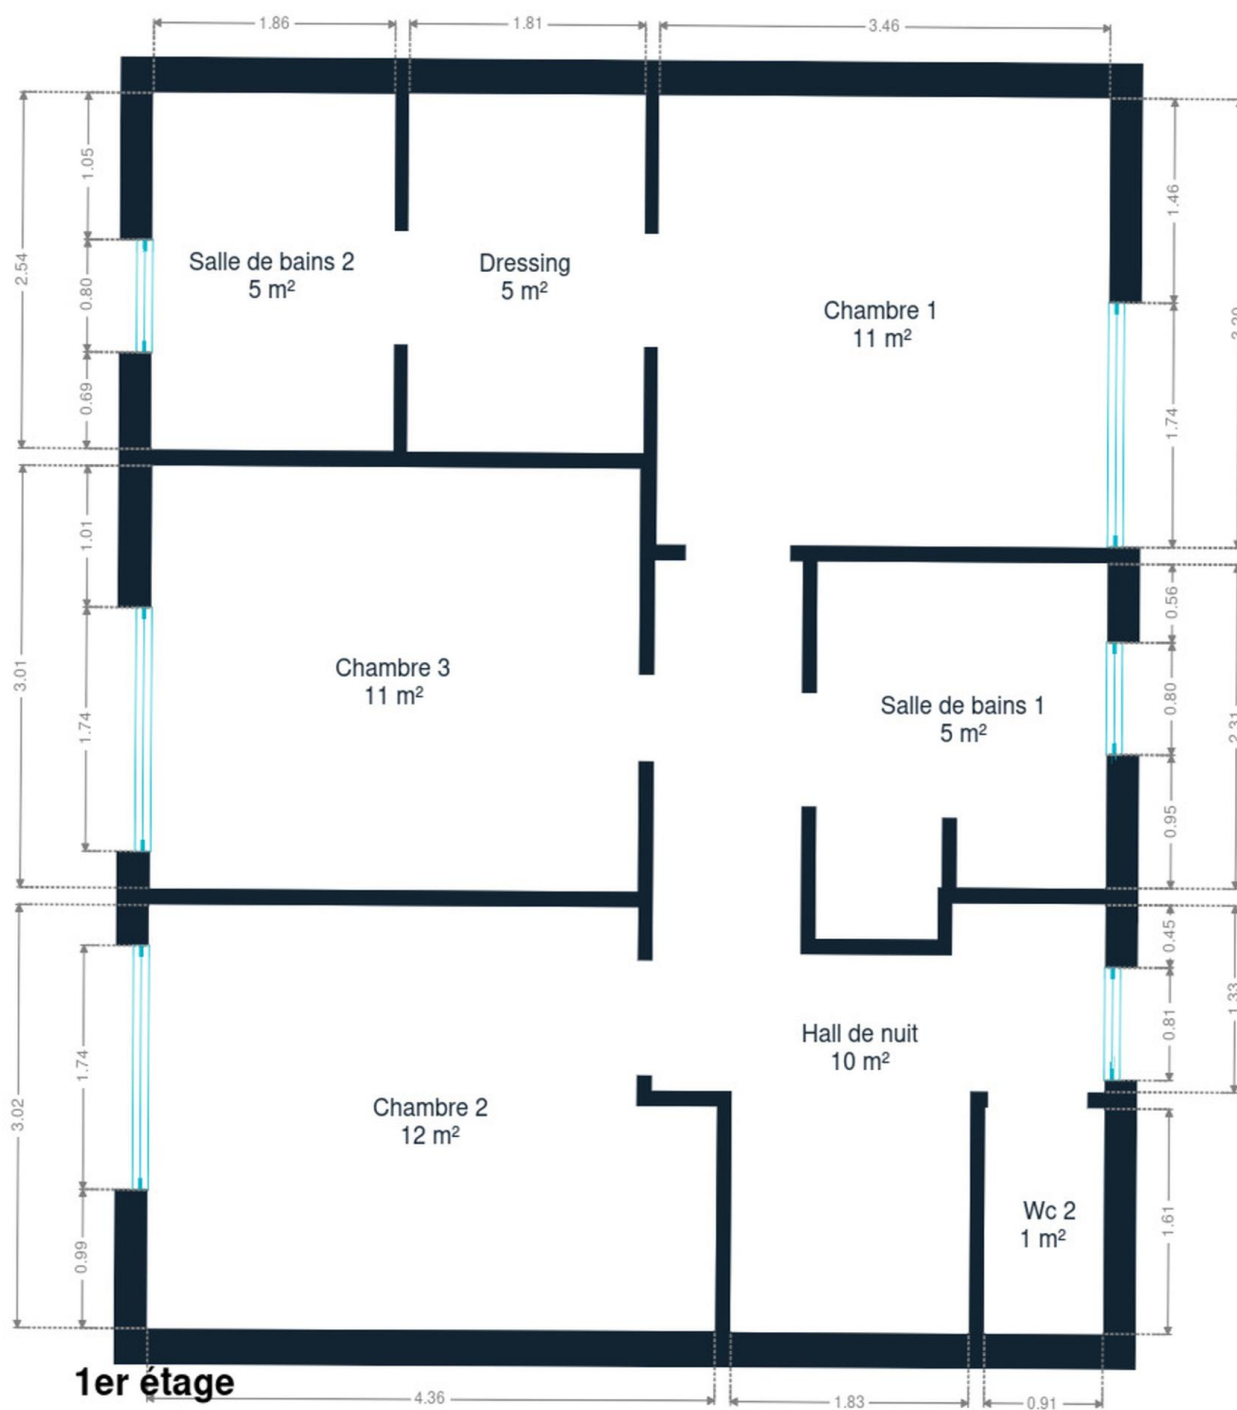 1.86
1.81
3.46
1.05
2.54
0.80
0.69
1.46
1.74
Salle de bains 2
5 m²
Dressing
5 m²
Chambre 1
11 m²
1.01
3.01
1.74
Chambre 3
11 m²
0.56
0.80
2.31
0.95
Salle de bains 1
5 m²
0.45
0.81
1.33
Hall de nuit
10 m²
1.74
3.02
0.99
Chambre 2
12 m²
Wc 2
1 m²
1.61
1er étage
4.36
1.83
0.91